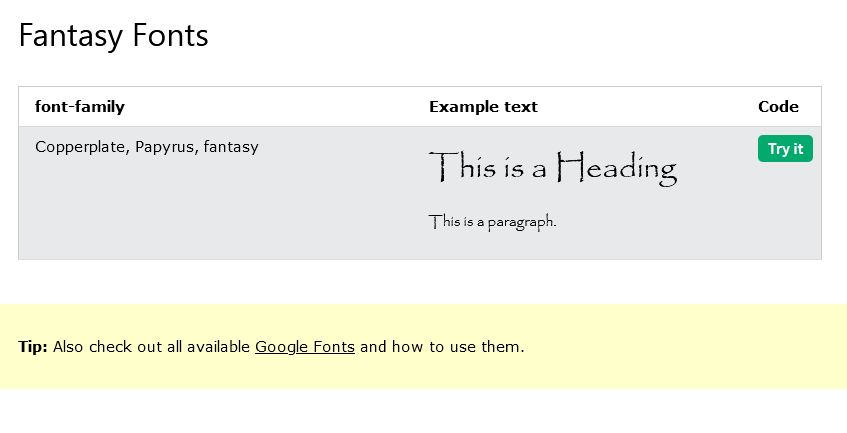 Fantasy Fonts
font-family Example text Code
Copperplate, Papyrus, fantasy This is a Heading Try it
This is a paragraph.
Tip: Also check out all available Google Fonts and how to use them.